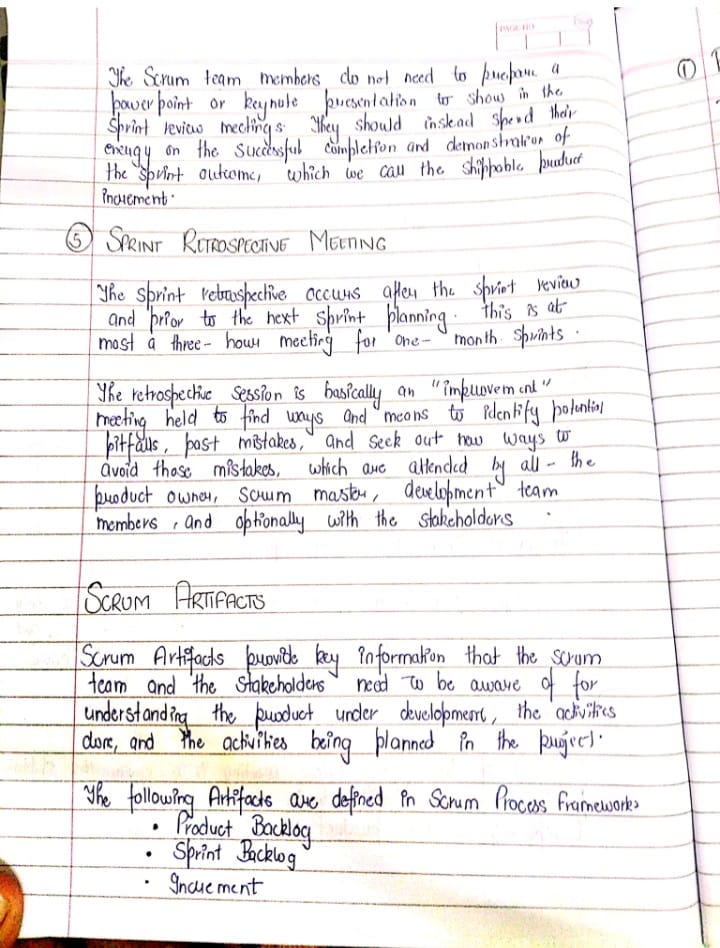 PAGE NO.
The Scrum team members do not need to prepare a
power point or keynote presentation to show in the
Sprint review meetings. They should instead spend their
energy on the successful completion and demonstration of
the sprint outcome, which we call the shippable product
increment.
⑤ SPRINT RETROSPECTIVE MEETING
The sprint retrospective occurs after the sprint review
and prior to the next sprint planning. This is at
most a three-hour meeting for one-month sprints.
The retrospective session is basically an "improvement"
meeting held to find ways and means to identify potential
pitfalls, past mistakes, and seek out new ways to
avoid those mistakes, which are attended by all - the
product owner, scrum master, development team
members, and optionally with the stakeholders.
SCRUM ARTIFACTS
Scrum Artifacts provide key information that the scrum
team and the stakeholders need to be aware of for
understanding the product under development, the activities
done, and the activities being planned in the project.
The following Artifacts are defined in Scrum Process Frameworks
• Product Backlog
• Sprint Backlog
• Increment
①